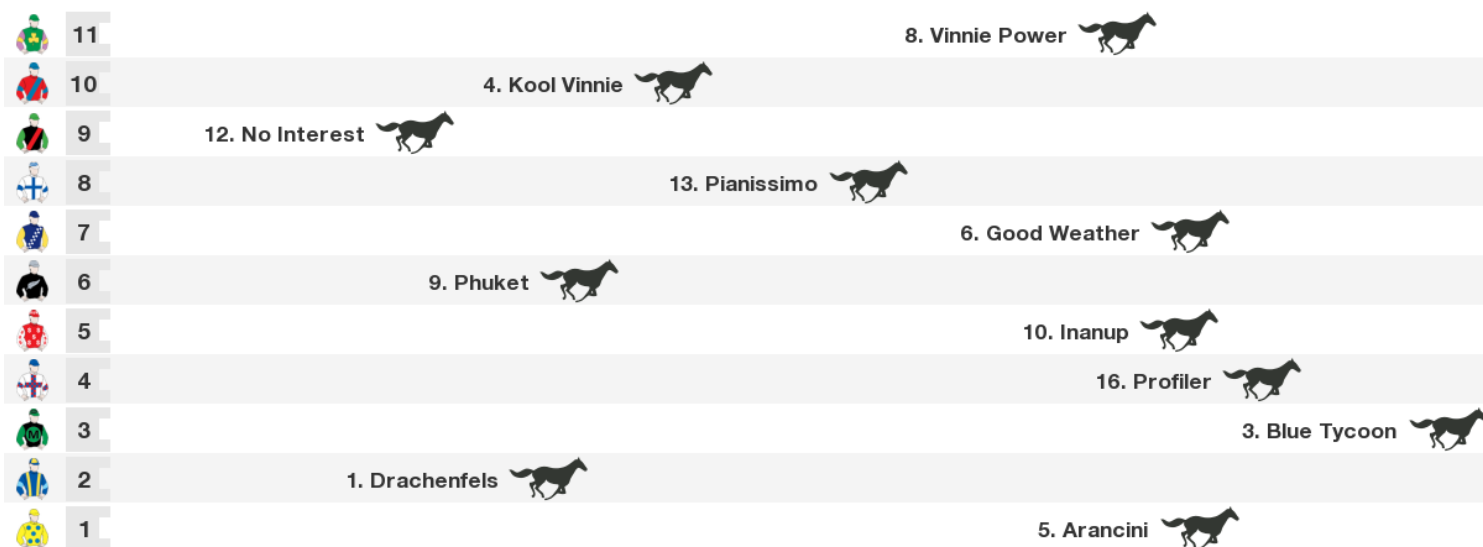 11 8. Vinnie Power
10 4. Kool Vinnie
9 12. No Interest
8 13. Pianissimo
7 6. Good Weather
6 9. Phuket
5 10. Inanup
4 16. Profiler
3 3. Blue Tycoon
2 1. Drachenfels
1 5. Arancini